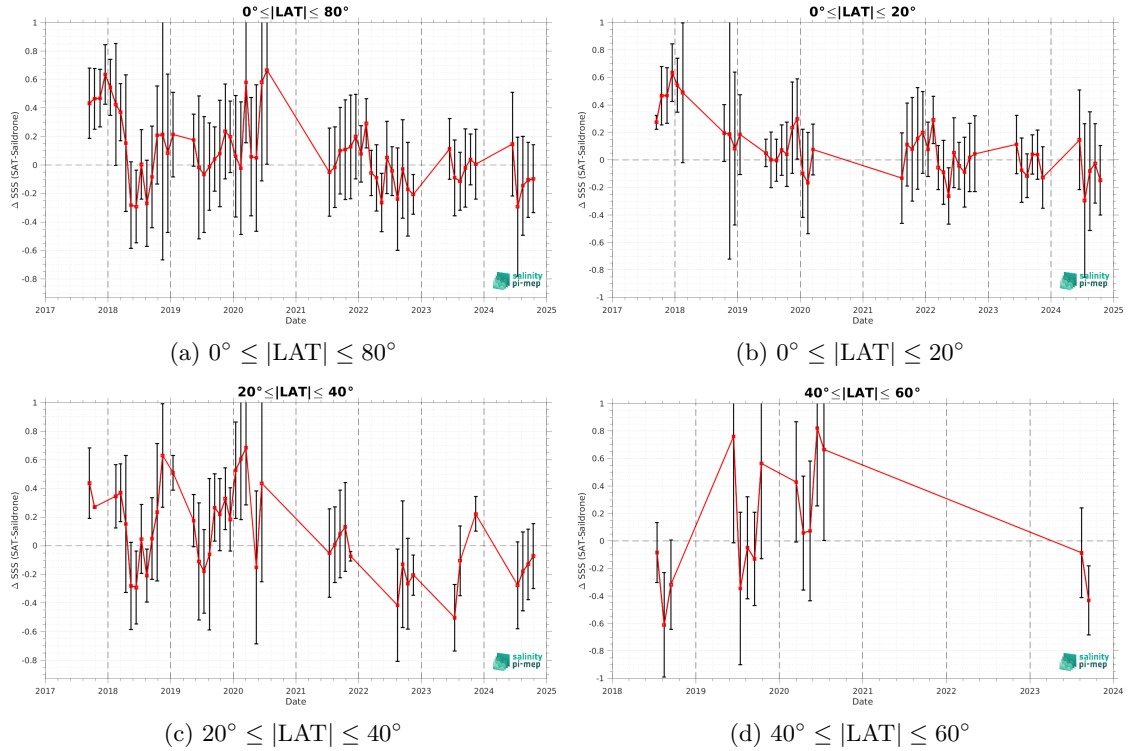 0°≤|LAT|≤ 80°
Δ SSS (SAT-Saildrone)
1
0.8
0.6
0.4
0.2
0
-0.2
-0.4
-0.6
-0.8
2017 2018 2019 2020 2021 2022 2023 2024 2025
Date
salinity
pi-mep
(a) 0° ≤ |LAT| ≤ 80°
0°≤|LAT|≤ 20°
Δ SSS (SAT-Saildrone)
1
0.8
0.6
0.4
0.2
0
-0.2
-0.4
-0.6
-0.8
-1
2017 2018 2019 2020 2021 2022 2023 2024 2025
Date
salinity
pi-mep
(b) 0° ≤ |LAT| ≤ 20°
20°≤|LAT|≤ 40°
Δ SSS (SAT-Saildrone)
1
0.8
0.6
0.4
0.2
0
-0.2
-0.4
-0.6
-0.8
2017 2018 2019 2020 2021 2022 2023 2024 2025
Date
salinity
pi-mep
(c) 20° ≤ |LAT| ≤ 40°
40°≤|LAT|≤ 60°
Δ SSS (SAT-Saildrone)
1
0.8
0.6
0.4
0.2
0
-0.2
-0.4
-0.6
-0.8
-1
2018 2019 2020 2021 2022 2023 2024
Date
salinity
pi-mep
(d) 40° ≤ |LAT| ≤ 60°